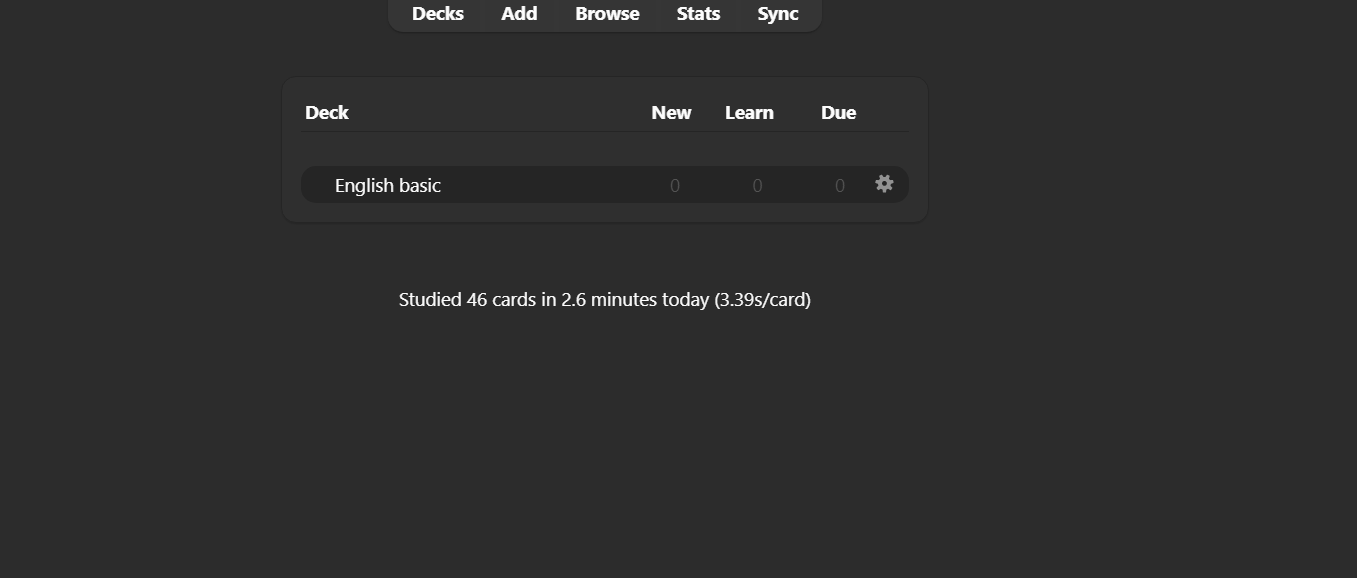 Decks Add Browse Stats Sync
Deck New Learn Due
English basic 0 0 0
Studied 46 cards in 2.6 minutes today (3.39s/card)